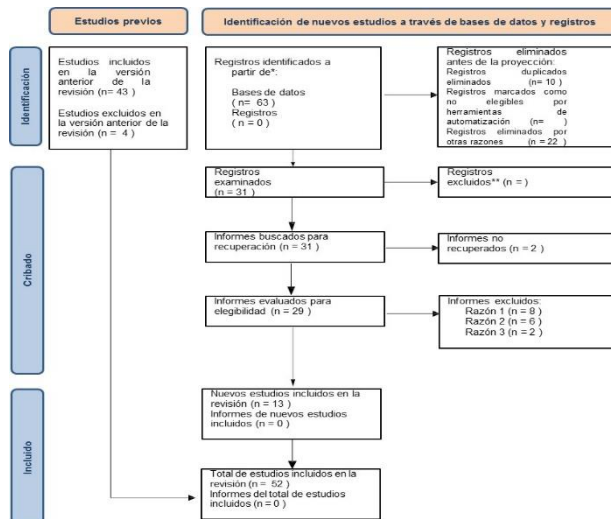 Estudios previos
Identificación de nuevos estudios a través de bases de datos y registros
Identificación
Estudios incluidos
en la versión
anterior de la
revisión (n= 43 )
Estudios excluidos en
la versión anterior de la
revisión (n = 4 )
Registros identificados a
partir de*:
Bases de datos
( n= 63)
Registros
( n = 0 )
Registros eliminados
antes de la proyección:
Registros duplicados
eliminados (n= 10 )
Registros marcados como
no elegibles por
herramientas de
automatización (n= )
Registros eliminados por
otras razones (n = 22 )
Cribado
Registros
examinados
(n = 31 )
Registros
excluidos** (n = )
Informes buscados para
recuperación (n = 31 )
Informes no
recuperados (n = 2 )
Informes evaluados para
elegibilidad (n = 29 )
Informes excluidos:
Razón 1 (n = 8 )
Razón 2 (n = 6 )
Razón 3 (n = 2 )
Incluido
Nuevos estudios incluidos en la
revisión (n = 13 )
Informes de nuevos estudios
incluidos (n = 0 )
Total de estudios incluidos en la
revisión (n = 52 )
Informes del total de estudios
incluidos (n = 0 )